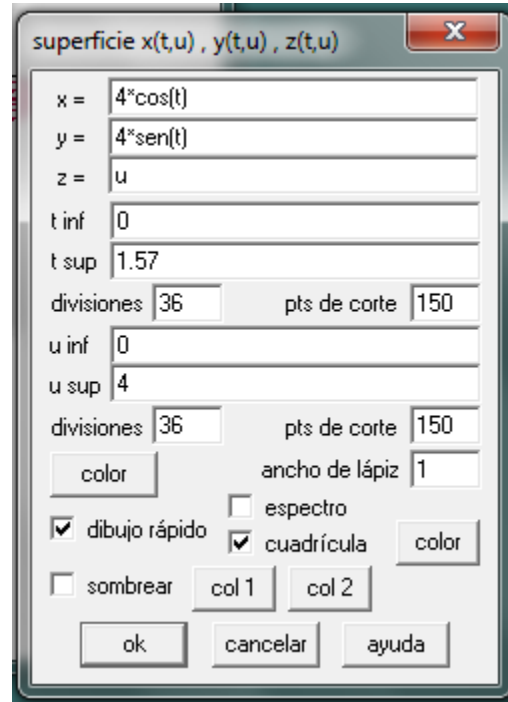 superficie x(t,u) , y(t,u) , z(t,u)
x = 4*cos(t)
y = 4*sen(t)
z = u
t inf 0
t sup 1.57
divisiones 36 pts de corte 150
u inf 0
u sup 4
divisiones 36 pts de corte 150
color ancho de lápiz 1
espectro
dibujo rápido cuadrícula color
sombrear col 1 col 2
ok cancelar ayuda